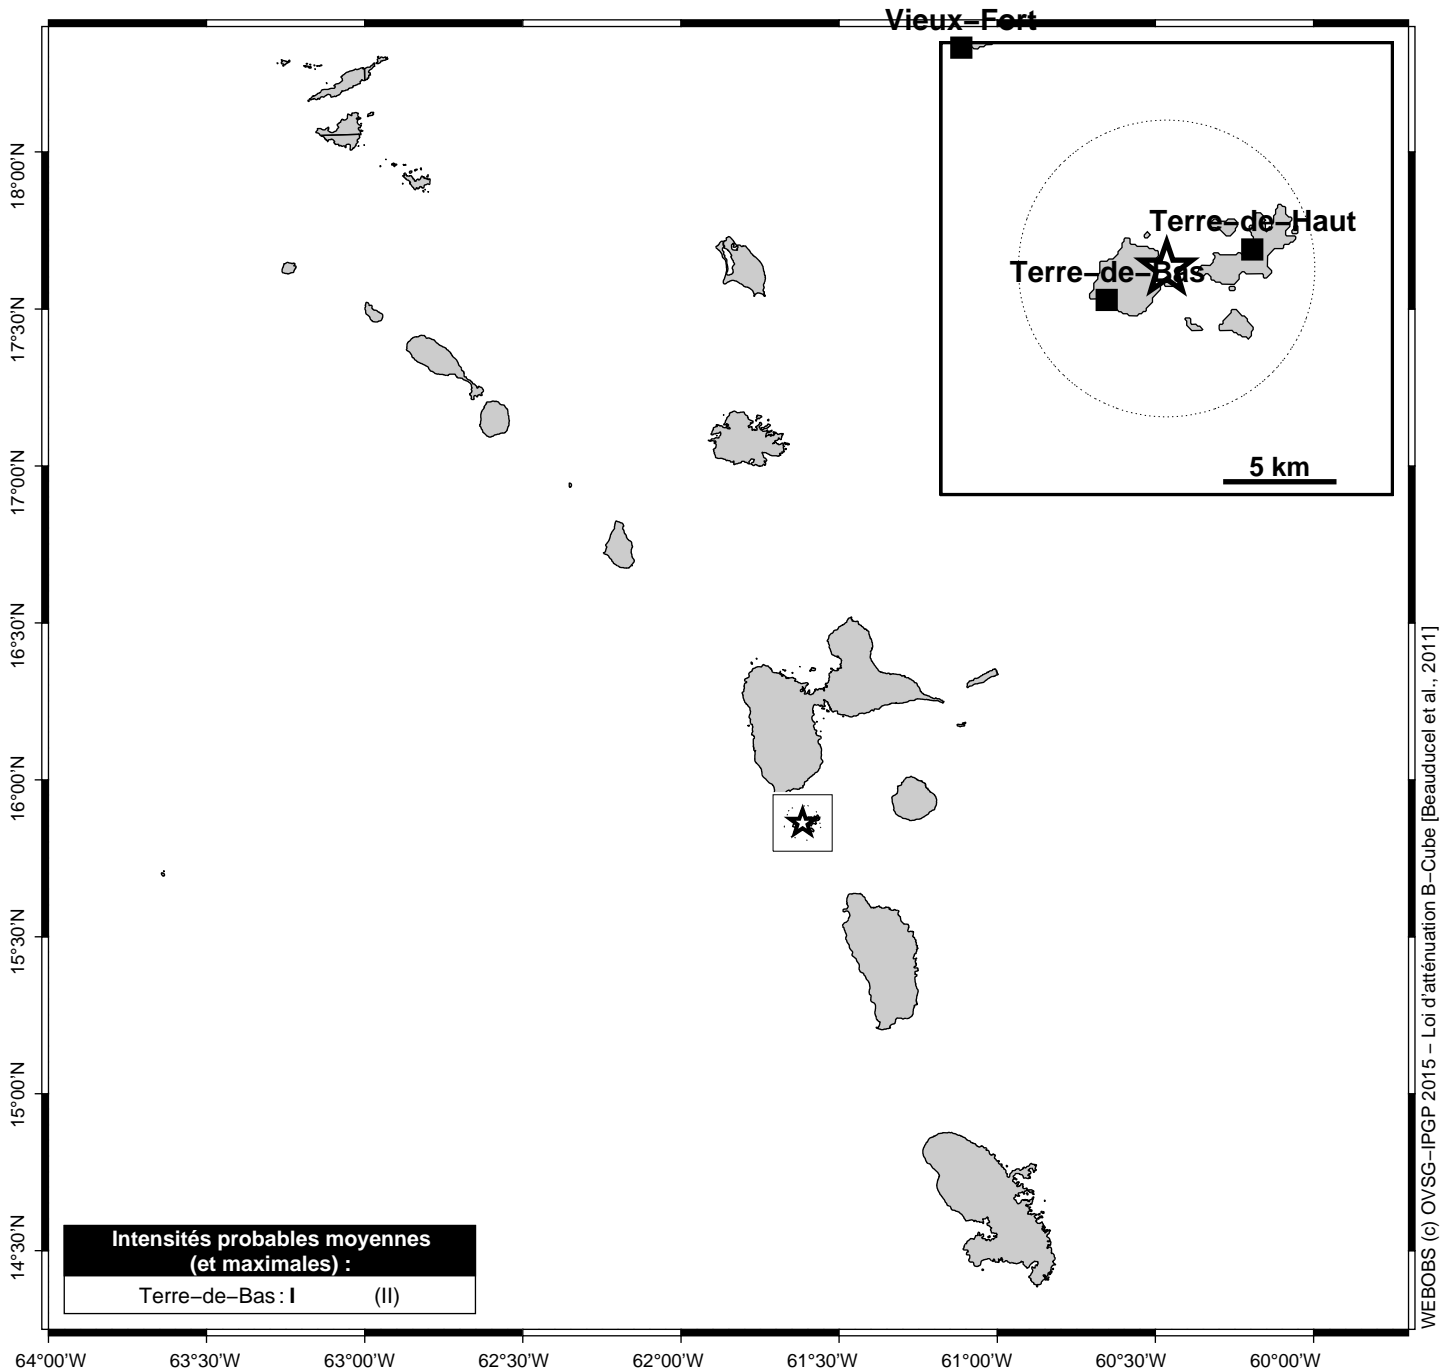 Vieux–Fort
Terre–de–Haut
Terre–de–Bas
5 km
18°00'N
17°30'N
17°00'N
16°30'N
16°00'N
15°30'N
15°00'N
14°30'N
Intensités probables moyennes
(et maximales) :
Terre–de–Bas : I (II)
64°00'W 63°30'W 63°00'W 62°30'W 62°00'W 61°30'W 61°00'W 60°30'W 60°00'W
WEBOBS (c) OVSG–IPGP 2015 – Loi d'atténuation B–Cube [Beauducel et al., 2011]